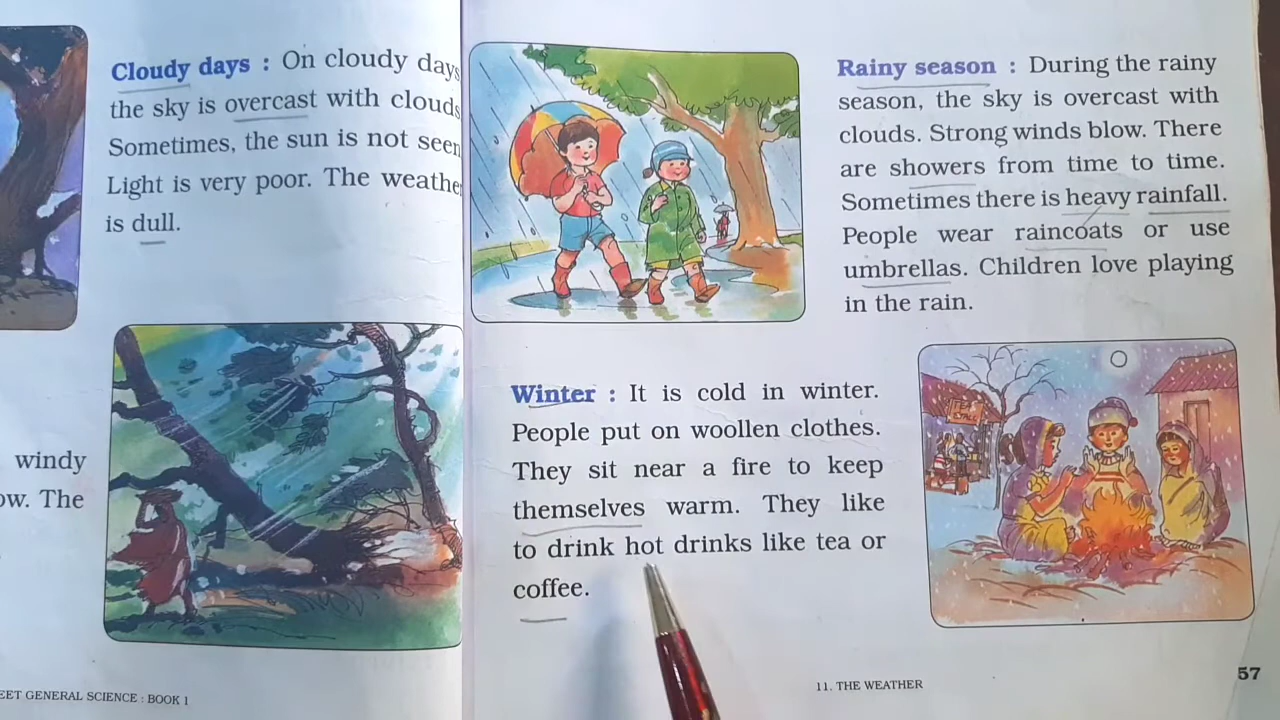 Cloudy days : On cloudy days
the sky is overcast with clouds
Sometimes, the sun is not seen
Light is very poor. The weather
is dull.
windy
The
EET GENERAL SCIENCE : BOOK 1
Rainy season : During the rainy
season, the sky is overcast with
clouds. Strong winds blow. There
are showers from time to time.
Sometimes there is heavy rainfall.
People wear raincoats or use
umbrellas. Children love playing
in the rain.
Winter : It is cold in winter.
People put on woollen clothes.
They sit near a fire to keep
themselves warm. They like
to drink hot drinks like tea or
coffee.
TEA
STALL
11. THE WEATHER
57